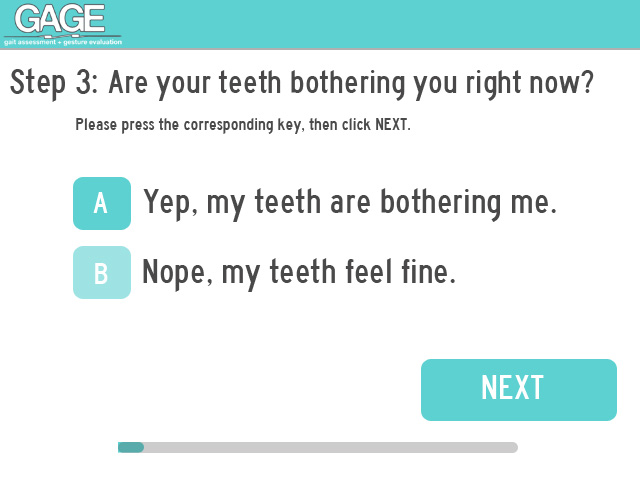 GAGE
gait assessment + gesture evaluation
Step 3: Are your teeth bothering you right now?
Please press the corresponding key, then click NEXT.
A Yep, my teeth are bothering me.
B Nope, my teeth feel fine.
NEXT